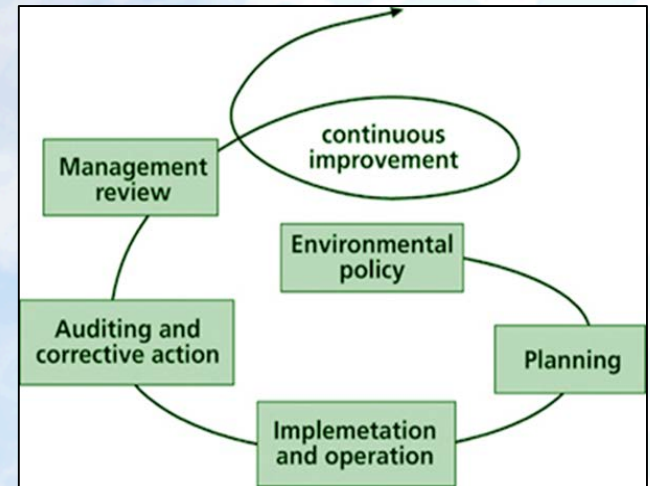 continuous
improvement
Management
review
Environmental
policy
Auditing and
corrective action
Planning
Implemetation
and operation